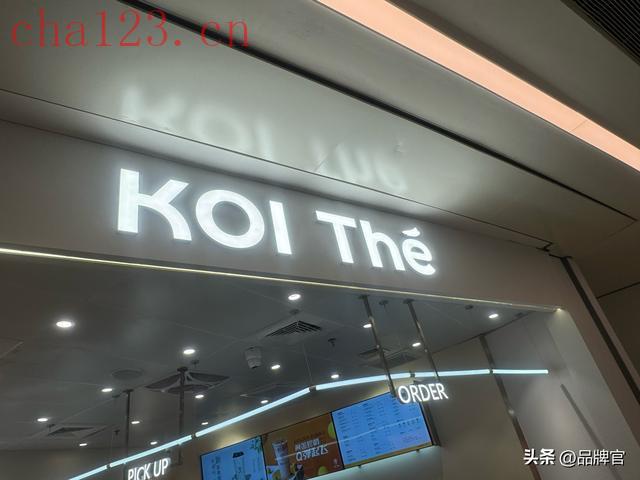 cha123.cn
KOI Thé
ORDER
PICK UP
头条 @品牌官